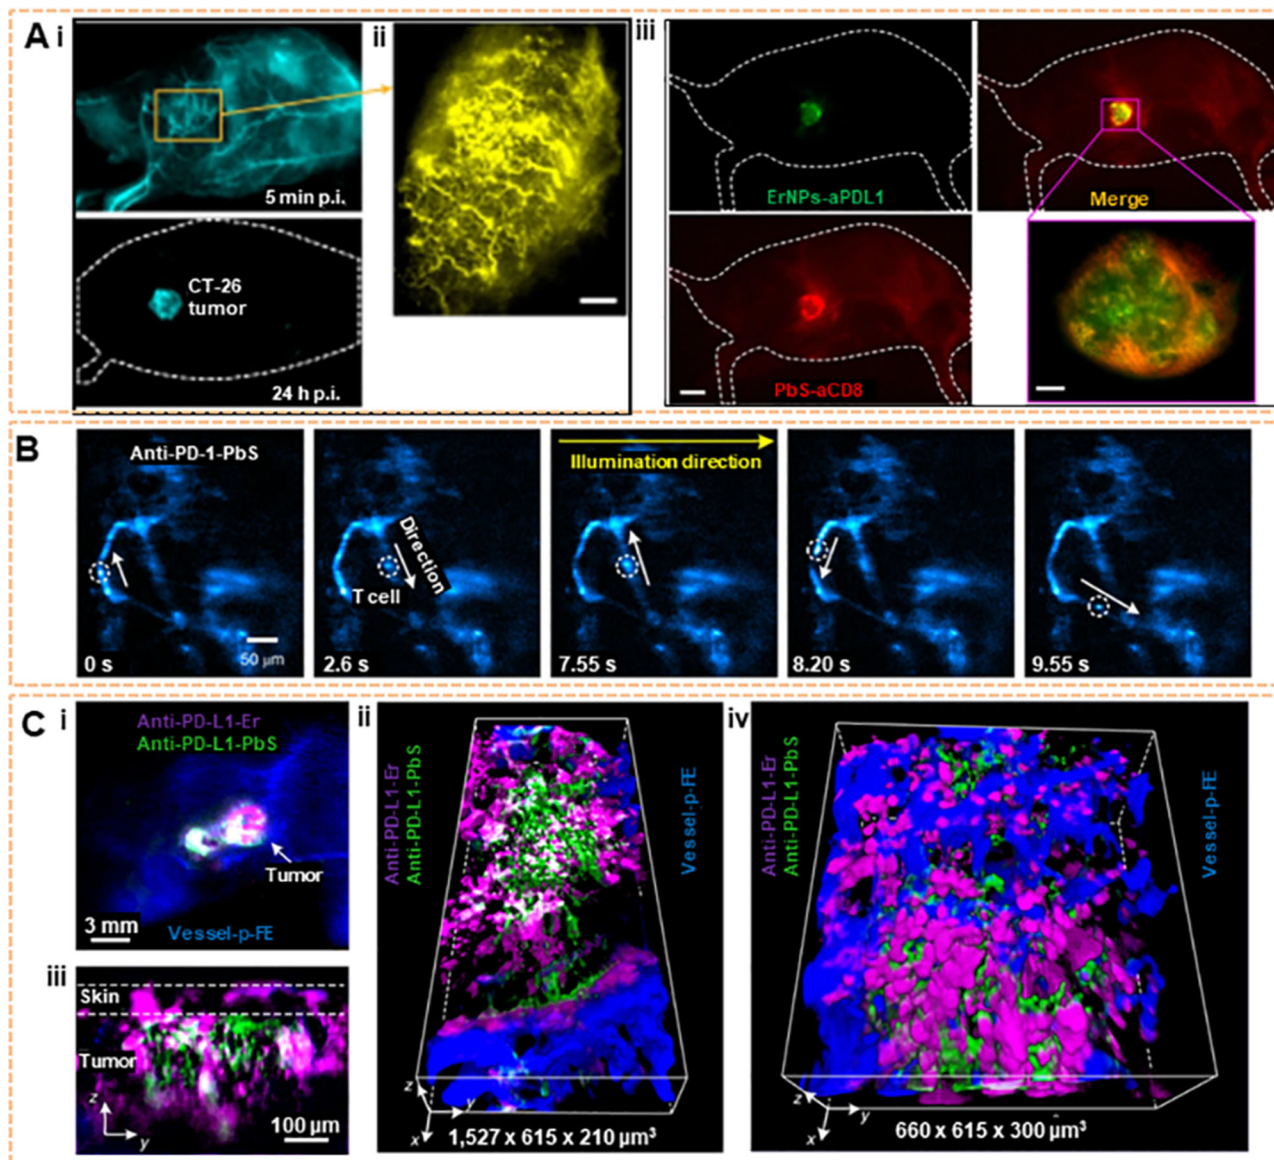 A
i
5 min p.i.
CT-26
tumor
24 h p.i.
ii
iii
ErNPs-aPDL1
Merge
PbS-aCD8
B
Anti-PD-1-PbS
0 s
50 µm
Direction
T cell
2.6 s
Illumination direction
7.55 s
8.20 s
9.55 s
C
i
Anti-PD-L1-Er
Anti-PD-L1-PbS
Tumor
3 mm
Vessel-p-FE
ii
Anti-PD-L1-Er
Anti-PD-L1-PbS
Vessel-p-FE
z
y
x
1,527 x 615 x 210 µm³
iii
Skin
Tumor
z
y
100 µm
iv
Anti-PD-L1-Er
Anti-PD-L1-PbS
Vessel-p-FE
z
y
x
660 x 615 x 300 µm³